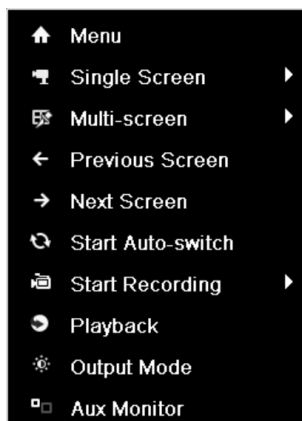 Menu
Single Screen
Multi-screen
Previous Screen
Next Screen
Start Auto-switch
Start Recording
Playback
Output Mode
Aux Monitor